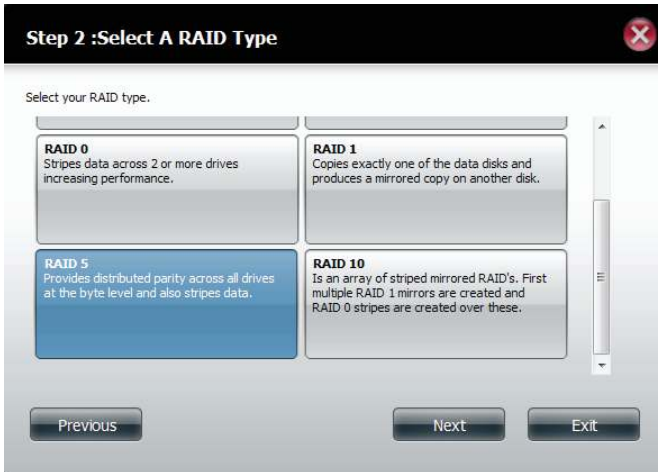 Step 2 :Select A RAID Type
Select your RAID type.
RAID 0
Stripes data across 2 or more drives
increasing performance.
RAID 1
Copies exactly one of the data disks and
produces a mirrored copy on another disk.
RAID 5
Provides distributed parity across all drives
at the byte level and also stripes data.
RAID 10
Is an array of striped mirrored RAID's. First
multiple RAID 1 mirrors are created and
RAID 0 stripes are created over these.
Previous
Next
Exit